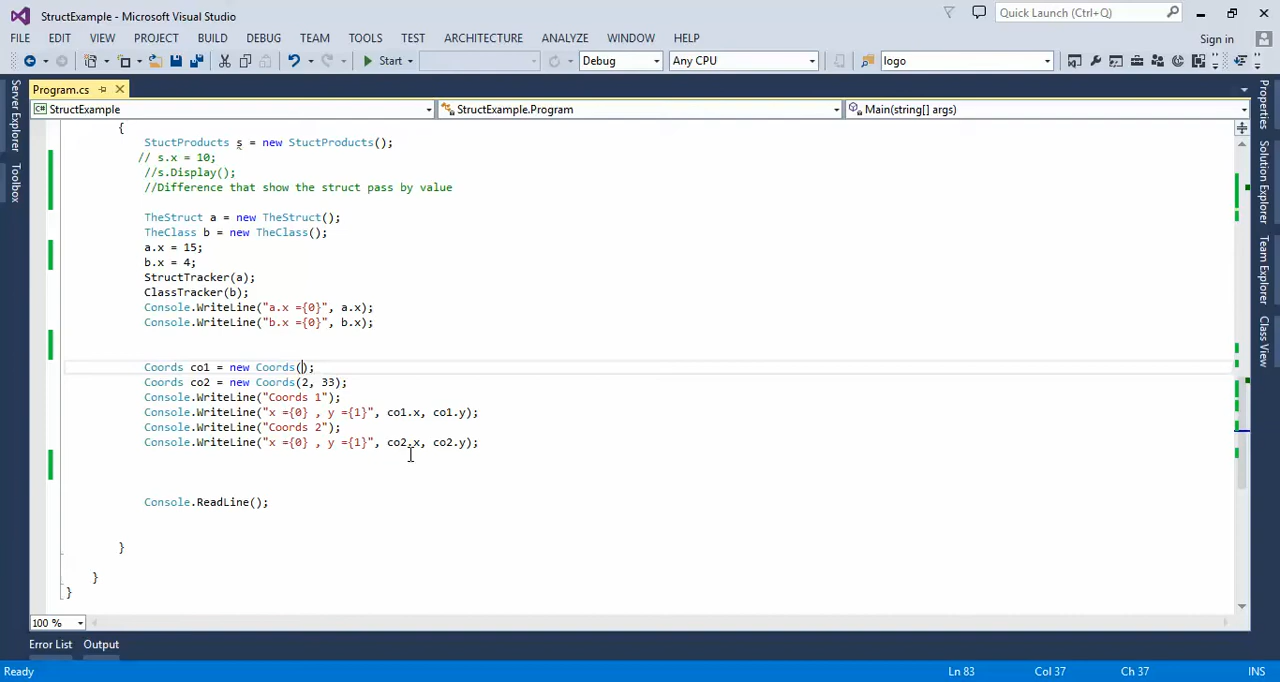 StructExample - Microsoft Visual Studio
Quick Launch (Ctrl+Q)
FILE EDIT VIEW PROJECT BUILD DEBUG TEAM TOOLS TEST ARCHITECTURE ANALYZE WINDOW HELP
Sign in
Start Debug Any CPU logo
Server Explorer
Toolbox
Program.cs
StructExample StructExample.Program Main(string[] args)
{
StuctProducts s = new StuctProducts();
// s.x = 10;
//s.Display();
//Difference that show the struct pass by value
TheStruct a = new TheStruct();
TheClass b = new TheClass();
a.x = 15;
b.x = 4;
StructTracker(a);
ClassTracker(b);
Console.WriteLine("a.x ={0}", a.x);
Console.WriteLine("b.x ={0}", b.x);
Coords co1 = new Coords();
Coords co2 = new Coords(2, 33);
Console.WriteLine("Coords 1");
Console.WriteLine("x ={0} , y ={1}", co1.x, co1.y);
Console.WriteLine("Coords 2");
Console.WriteLine("x ={0} , y ={1}", co2.x, co2.y);
Console.ReadLine();
}
}
}
Properties
Solution Explorer
Team Explorer
Class View
100 %
Error List Output
Ready Ln 83 Col 37 Ch 37 INS